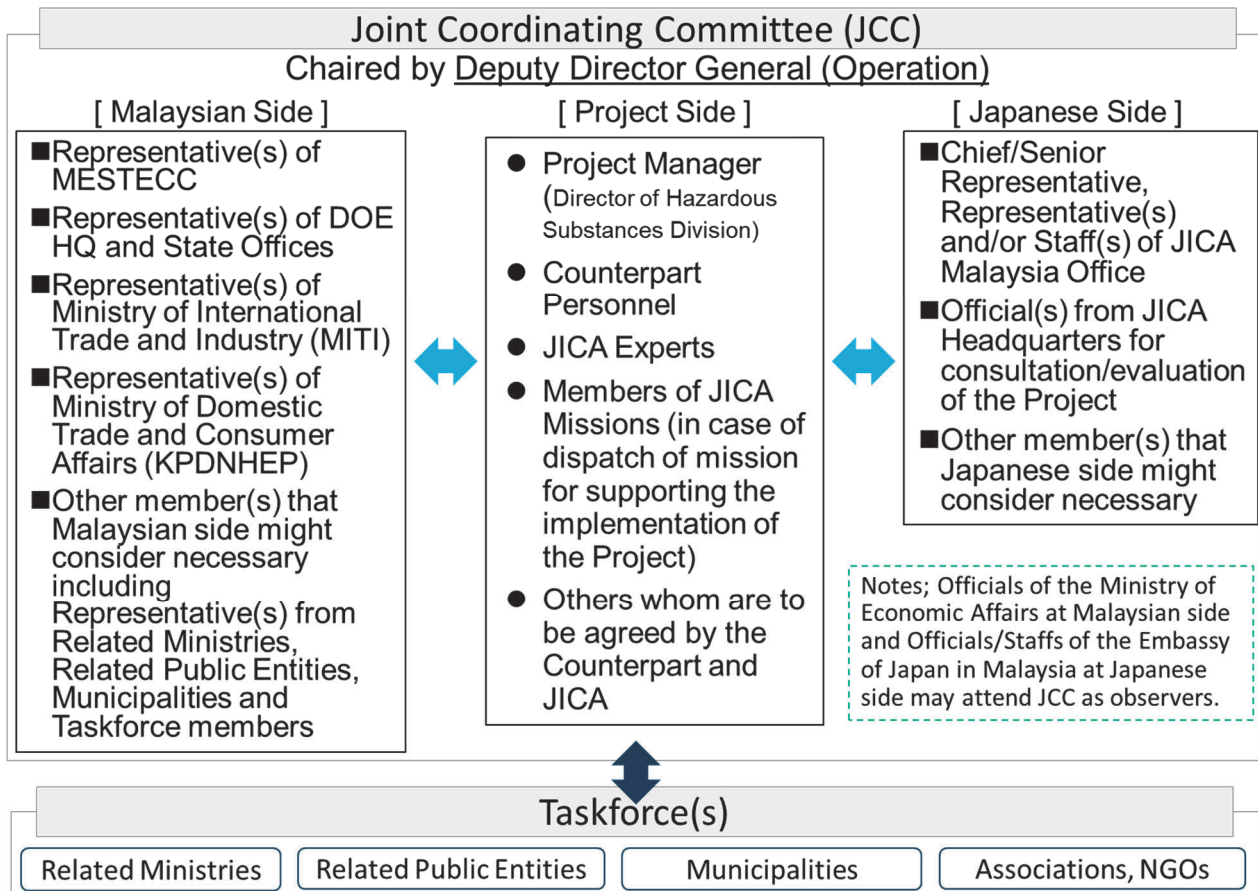 Joint Coordinating Committee (JCC)
Chaired by Deputy Director General (Operation)
[ Malaysian Side ]
■Representative(s) of
MESTECC
■Representative(s) of DOE
HQ and State Offices
■Representative(s) of
Ministry of International
Trade and Industry (MITI)
■Representative(s) of
Ministry of Domestic
Trade and Consumer
Affairs (KPDNHEP)
■Other member(s) that
Malaysian side might
consider necessary
including
Representative(s) from
Related Ministries,
Related Public Entities,
Municipalities and
Taskforce members
[ Project Side ]
● Project Manager
(Director of Hazardous
Substances Division)
● Counterpart
Personnel
● JICA Experts
● Members of JICA
Missions (in case of
dispatch of mission
for supporting the
implementation of
the Project)
● Others whom are to
be agreed by the
Counterpart and
JICA
[ Japanese Side ]
■Chief/Senior
Representative,
Representative(s)
and/or Staff(s) of JICA
Malaysia Office
■Official(s) from JICA
Headquarters for
consultation/evaluation
of the Project
■Other member(s) that
Japanese side might
consider necessary
Notes; Officials of the Ministry of
Economic Affairs at Malaysian side
and Officials/Staffs of the Embassy
of Japan in Malaysia at Japanese
side may attend JCC as observers.
Taskforce(s)
Related Ministries
Related Public Entities
Municipalities
Associations, NGOs